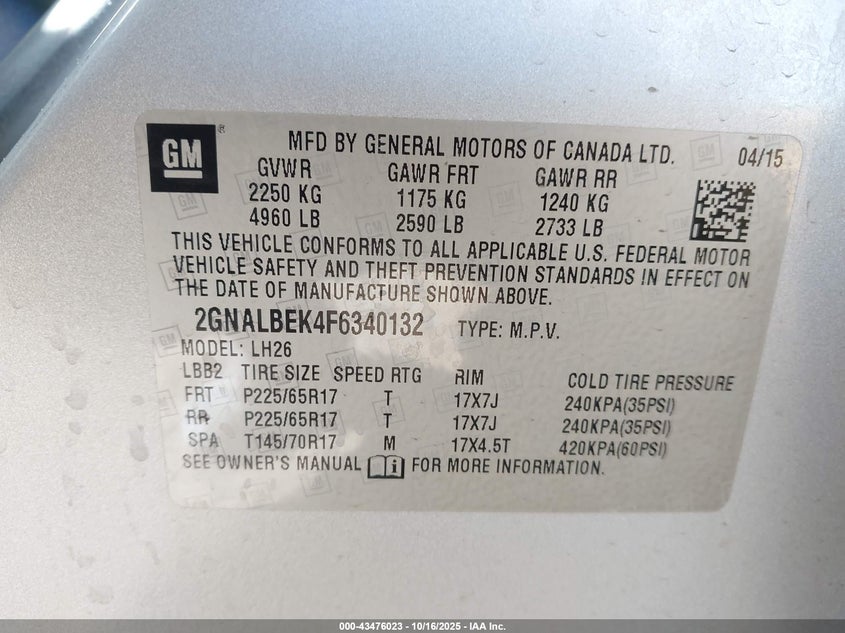 GM ®
MFD BY GENERAL MOTORS OF CANADA LTD. 04/15
GVWR GAWR FRT GAWR RR
2250 KG 1175 KG 1240 KG
4960 LB 2590 LB 2733 LB
THIS VEHICLE CONFORMS TO ALL APPLICABLE U.S. FEDERAL MOTOR
VEHICLE SAFETY AND THEFT PREVENTION STANDARDS IN EFFECT ON
THE DATE OF MANUFACTURE SHOWN ABOVE.
2GNALBEK4F6340132 TYPE: M.P.V.
MODEL: LH26
LBB2 TIRE SIZE SPEED RTG RIM COLD TIRE PRESSURE
FRT P225/65R17 T 17X7J 240KPA(35PSI)
RR P225/65R17 T 17X7J 240KPA(35PSI)
SPA T145/70R17 M 17X4.5T 420KPA(60PSI)
SEE OWNER'S MANUAL i FOR MORE INFORMATION.
000-43476023 - 10/16/2025 - IAA Inc.